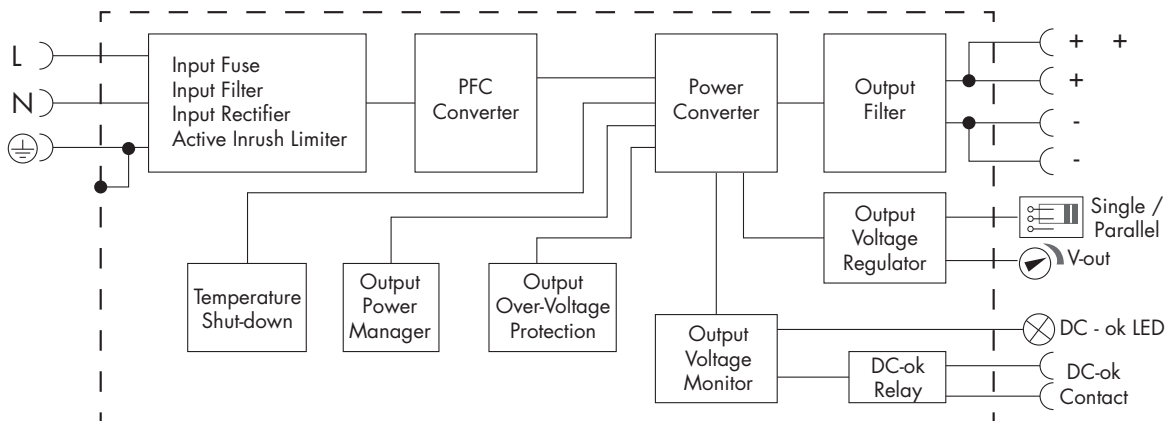 L
N
Input Fuse
Input Filter
Input Rectifier
Active Inrush Limiter
PFC
Converter
Power
Converter
Output
Filter
+ +
+
-
-
Output
Voltage
Regulator
Single /
Parallel
V-out
Temperature
Shut-down
Output
Power
Manager
Output
Over-Voltage
Protection
Output
Voltage
Monitor
DC - ok LED
DC-ok
Relay
DC-ok
Contact